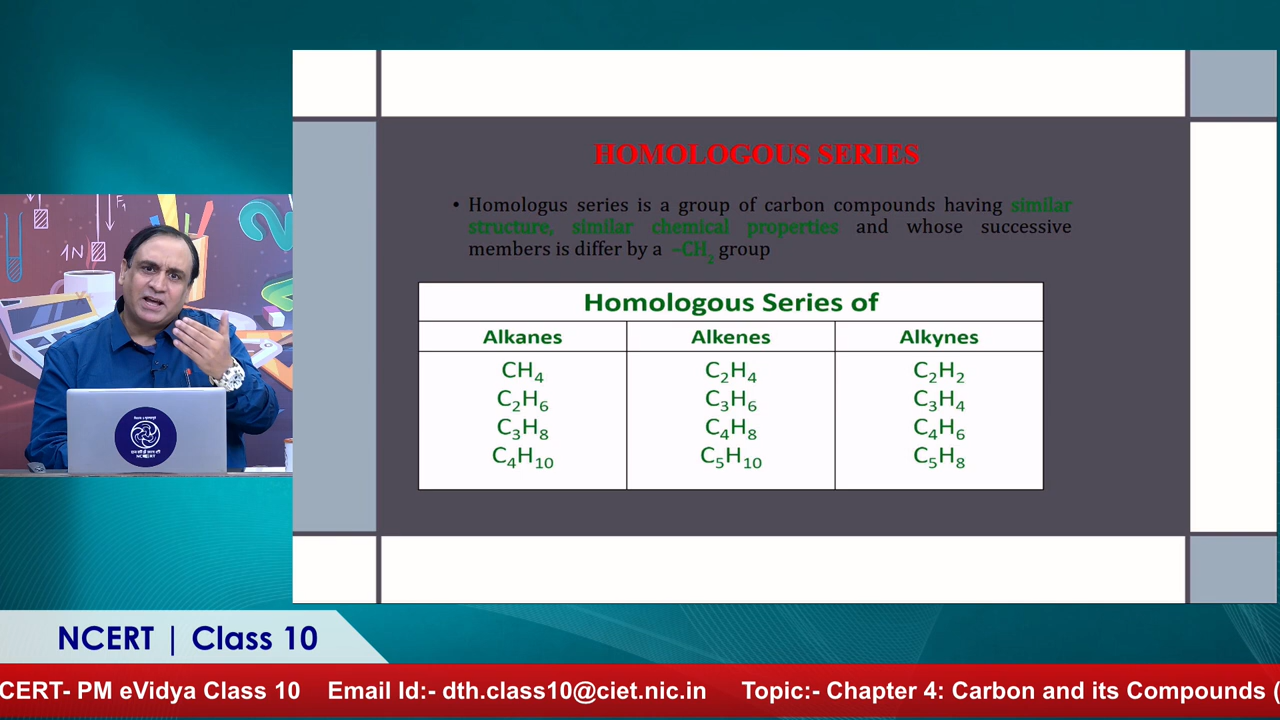 HOMOLOGOUS SERIES
• Homologus series is a group of carbon compounds having similar
structure, similar chemical properties and whose successive
members is differ by a –CH₂ group
Homologous Series of
Alkanes Alkenes Alkynes
CH₄ C₂H₄ C₂H₂
C₂H₆ C₃H₆ C₃H₄
C₃H₈ C₄H₈ C₄H₆
C₄H₁₀ C₅H₁₀ C₅H₈
1N
F₁
NCERT
NCERT | Class 10
CERT- PM eVidya Class 10 Email Id:- dth.class10@ciet.nic.in Topic:- Chapter 4: Carbon and its Compounds (